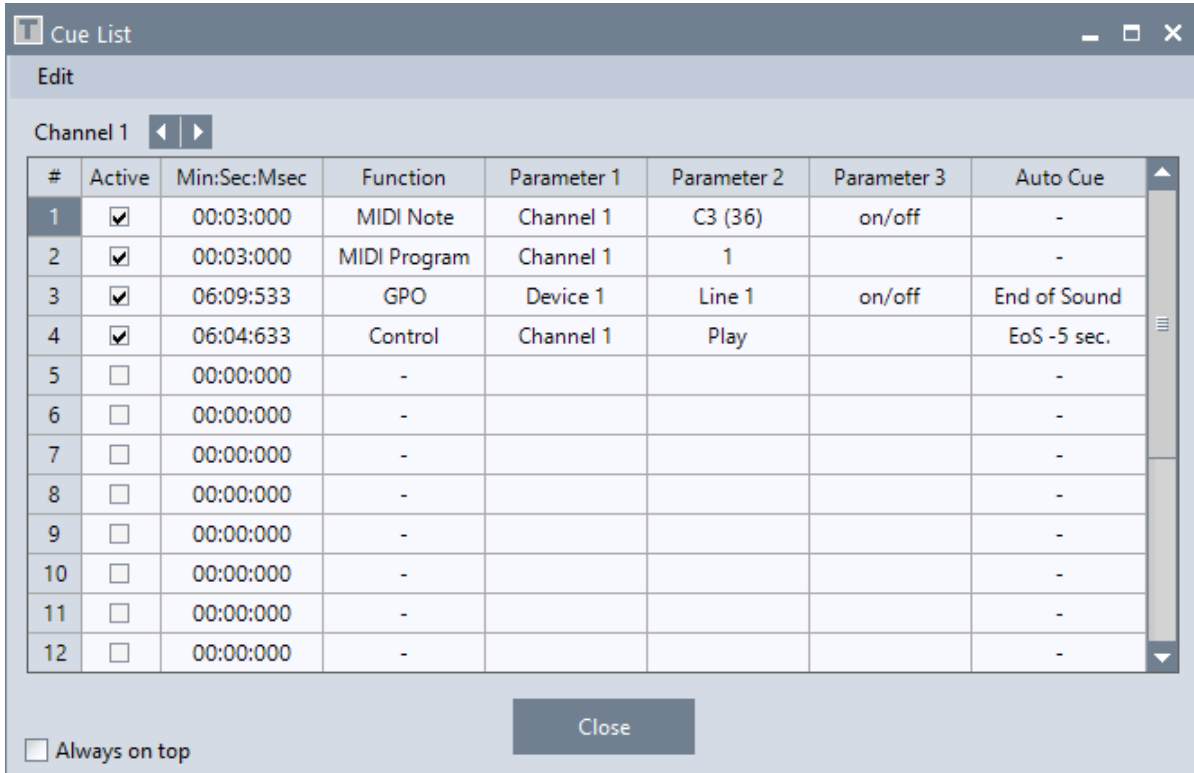 T Cue List
Edit
Channel 1
# Active Min:Sec:Msec Function Parameter 1 Parameter 2 Parameter 3 Auto Cue
1 00:03:000 MIDI Note Channel 1 C3 (36) on/off -
2 00:03:000 MIDI Program Channel 1 1 -
3 06:09:533 GPO Device 1 Line 1 on/off End of Sound
4 06:04:633 Control Channel 1 Play EoS -5 sec.
5 00:00:000 - -
6 00:00:000 - -
7 00:00:000 - -
8 00:00:000 - -
9 00:00:000 - -
10 00:00:000 - -
11 00:00:000 - -
12 00:00:000 - -
Close
Always on top